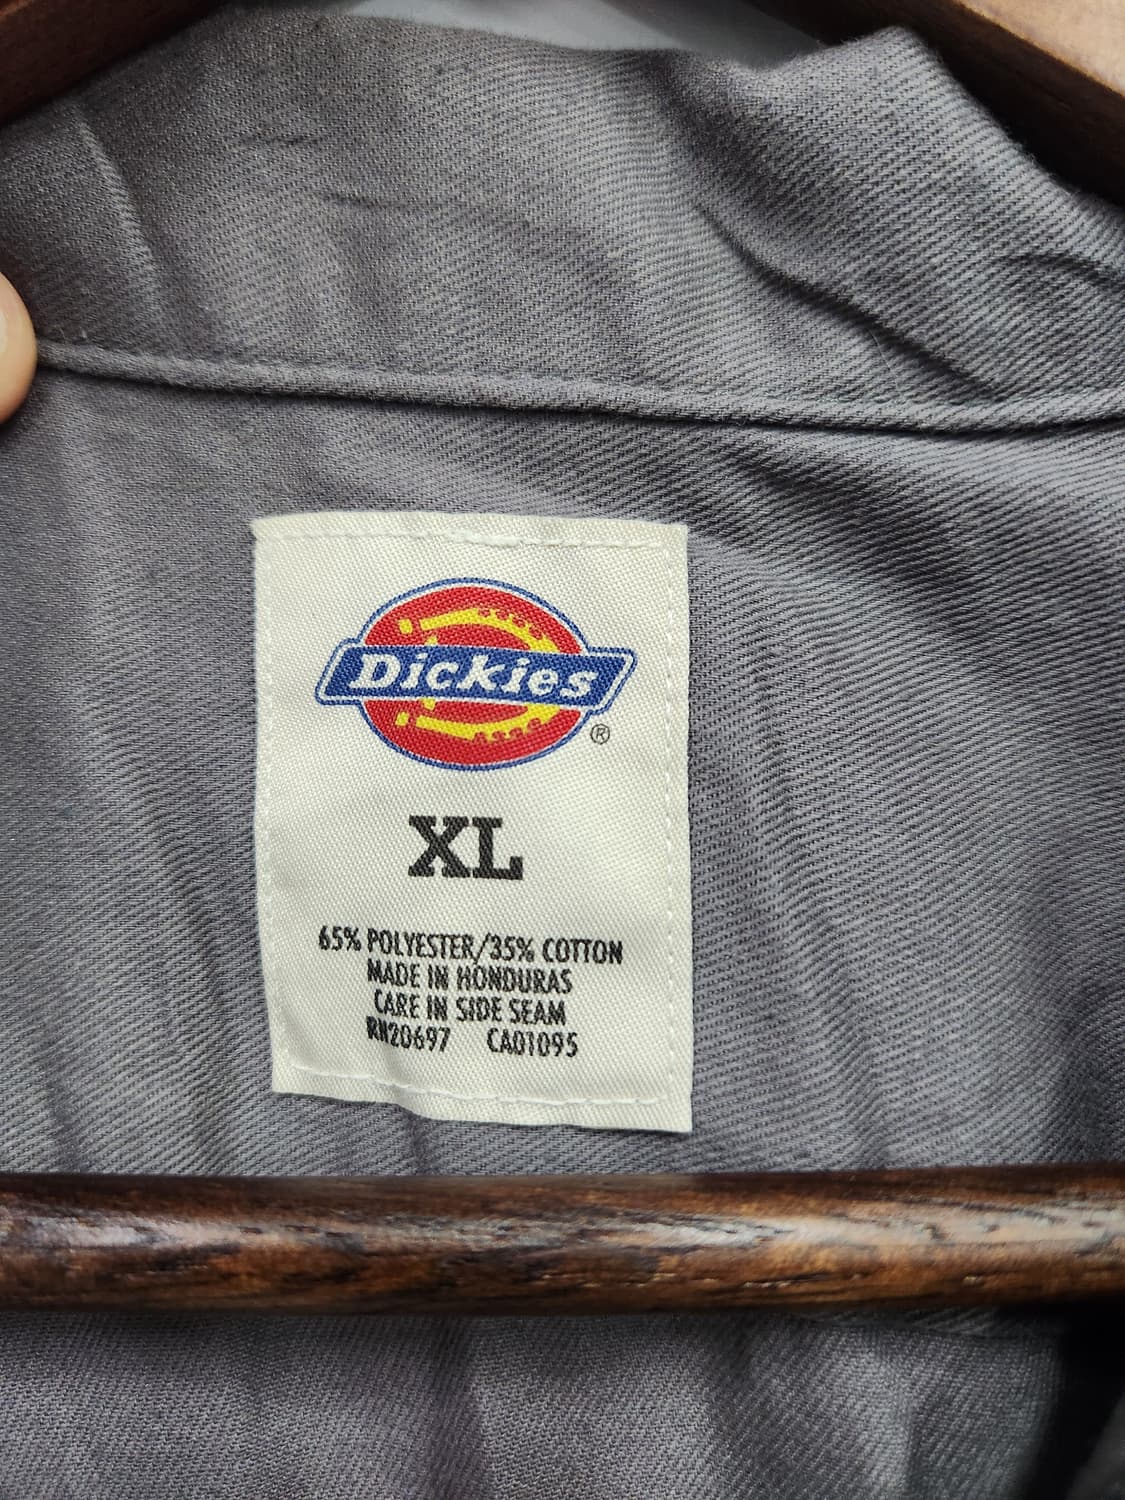 Dickies
®
XL
65% POLYESTER/35% COTTON
MADE IN HONDURAS
CARE IN SIDE SEAM
RN20697 CA01095